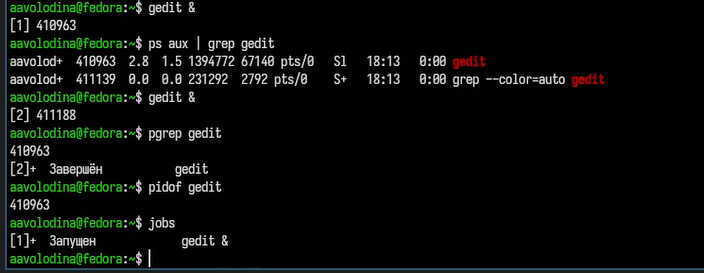 aavolodina@fedora:~$ gedit &
[1] 410963
aavolodina@fedora:~$ ps aux | grep gedit
aavolod+  410963  2.8  1.5 1394772 67140 pts/0   Sl   18:13   0:00 gedit
aavolod+  411139  0.0  0.0 231292  2792 pts/0    S+   18:13   0:00 grep --color=auto gedit
aavolodina@fedora:~$ gedit &
[2] 411188
aavolodina@fedora:~$ pgrep gedit
410963
[2]+  Завершён          gedit
aavolodina@fedora:~$ pidof gedit
410963
aavolodina@fedora:~$ jobs
[1]+  Запущен            gedit &
aavolodina@fedora:~$